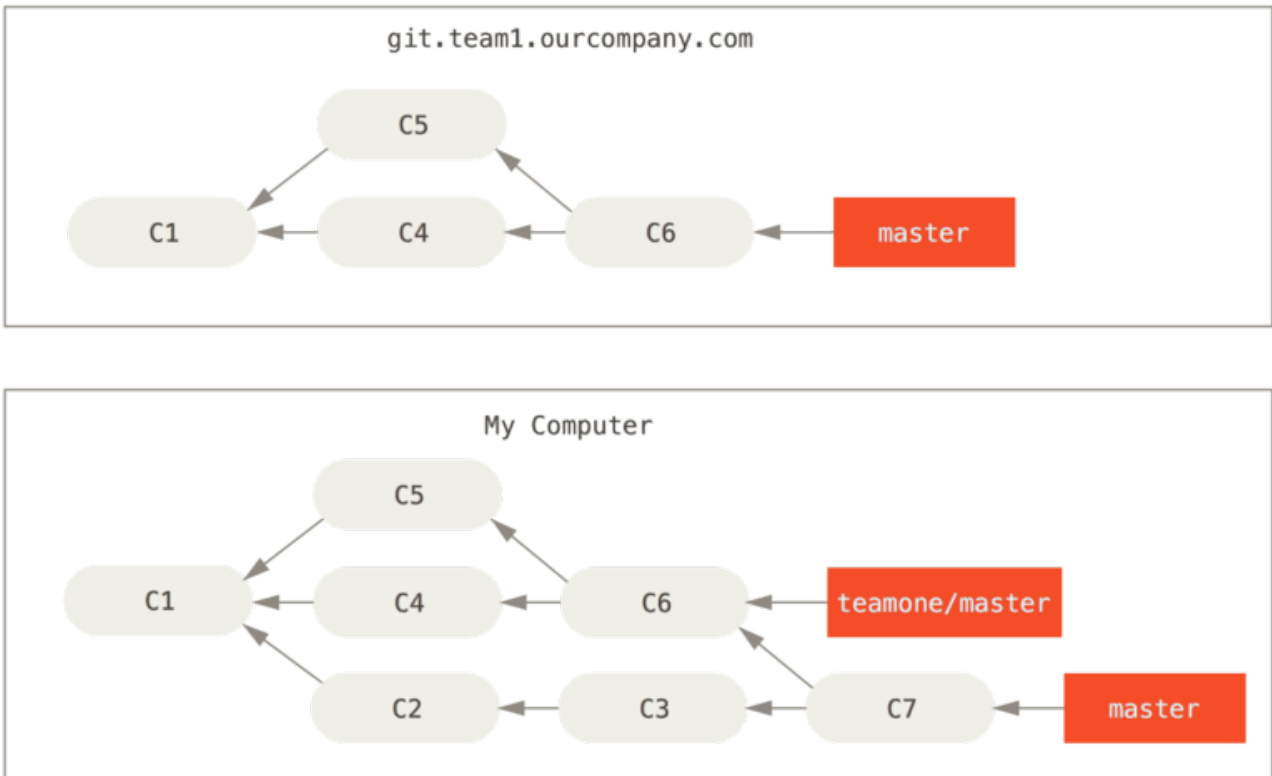 git.team1.ourcompany.com
C5
C1
C4
C6
master
My Computer
C5
C1
C4
C6
teamone/master
C2
C3
C7
master